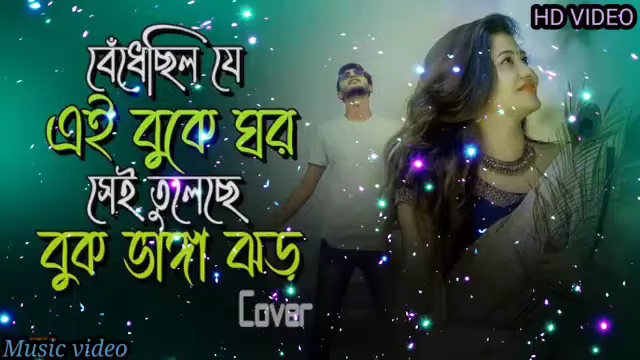 HD VIDEO
বেঁধেছিল যে
এই বুকে ঘর
সেই তুলেছে
বুক ভাঙ্গা ঝড়
Cover
Music video